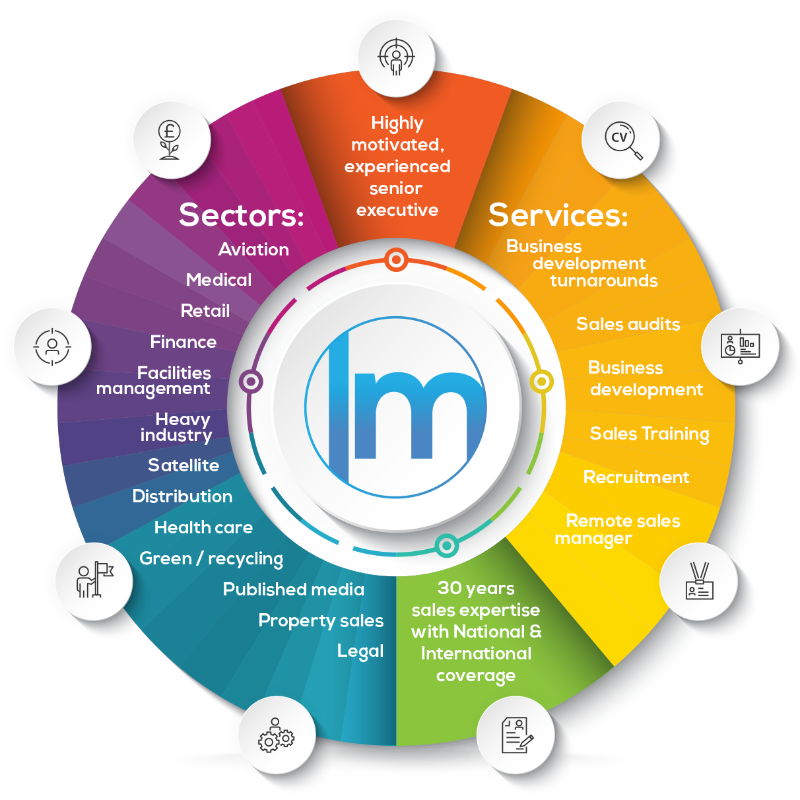 Highly
motivated,
experienced
senior
executive
Sectors:
Aviation
Medical
Retail
Finance
Facilities
management
Heavy
industry
Satellite
Distribution
Health care
Green / recycling
Published media
Property sales
Legal
Services:
Business
development
turnarounds
Sales audits
Business
development
Sales Training
Recruitment
Remote sales
manager
30 years
sales expertise
with National &
International
coverage
lm
£
CV